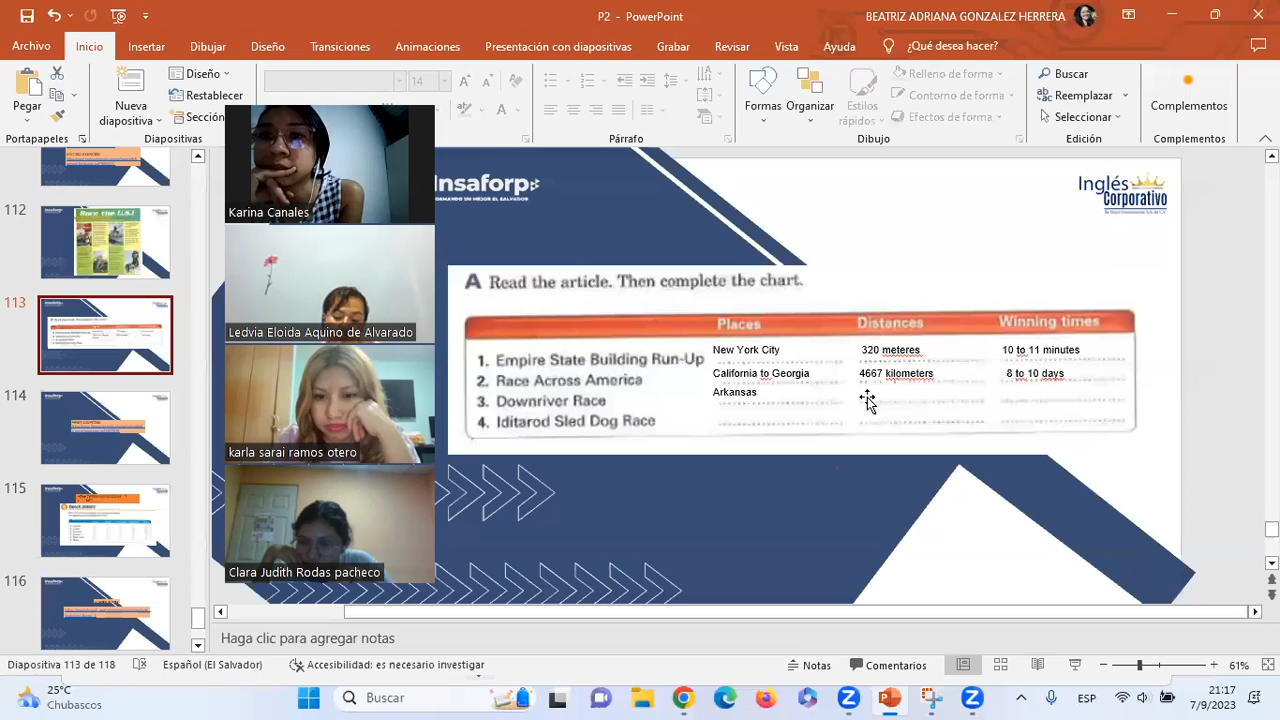 P2 - PowerPoint
BEATRIZ ADRIANA GONZALEZ HERRERA
Archivo Inicio Insertar Dibujar Diseño Transiciones Animaciones Presentación con diapositivas Grabar Revisar Vista Ayuda ¿Qué desea hacer?
Pegar
Portapapeles
Nueva diapositiva
Diseño
Restablecer
Sección
Diapositivas
14
Párrafo
Formas
Organizar
Estilos rápidos
Relleno de forma
Contorno de forma
Efectos de forma
Dibujo
Buscar
Reemplazar
Seleccionar
Edición
Complementos
Complementos
112
113
114
115
116
Karina Canales
Ledvia Eloida Aquino de Alvarado
karla sarai ramos otero
Clara Judith Rodas pacheco
Insaforp
Inglés
Corporativo
A Read the article. Then complete the chart.
Places Distances Winning times
1. Empire State Building Run-Up New York City 320 meteres 10 to 11 minutes
2. Race Across America California to Georgia 4667 kilometers 8 to 10 days
3. Downriver Race Arkansas
4. Iditarod Sled Dog Race
Haga clic para agregar notas
Diapositiva 113 de 118 Español (El Salvador) Accesibilidad: es necesario investigar Notas Comentarios 61%
25°C
Chubascos
Buscar
ESP
21:17
7/9/2023